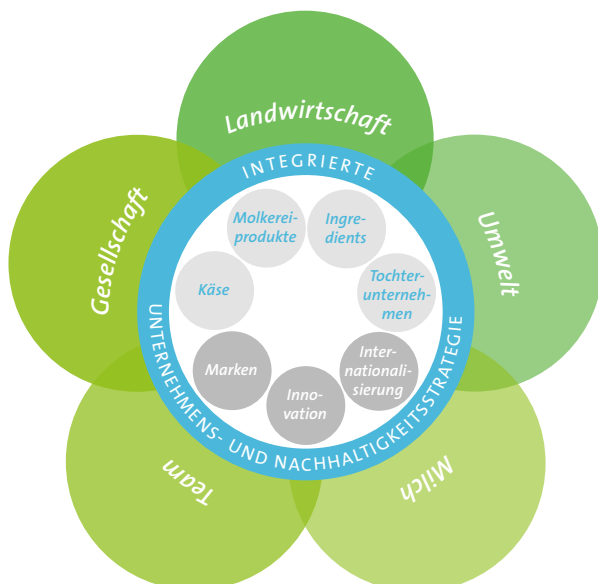 Landwirtschaft
INTEGRIERTE
Gesellschaft
Umwelt
Molkerei-
produkte
Ingre-
dients
Käse
Tochter-
unterneh-
men
Marken
Inter-
nationali-
sierung
Inno-
vation
UNTERNEHMENS- UND NACHHALTIGKEITSSTRATEGIE
Team
Milch